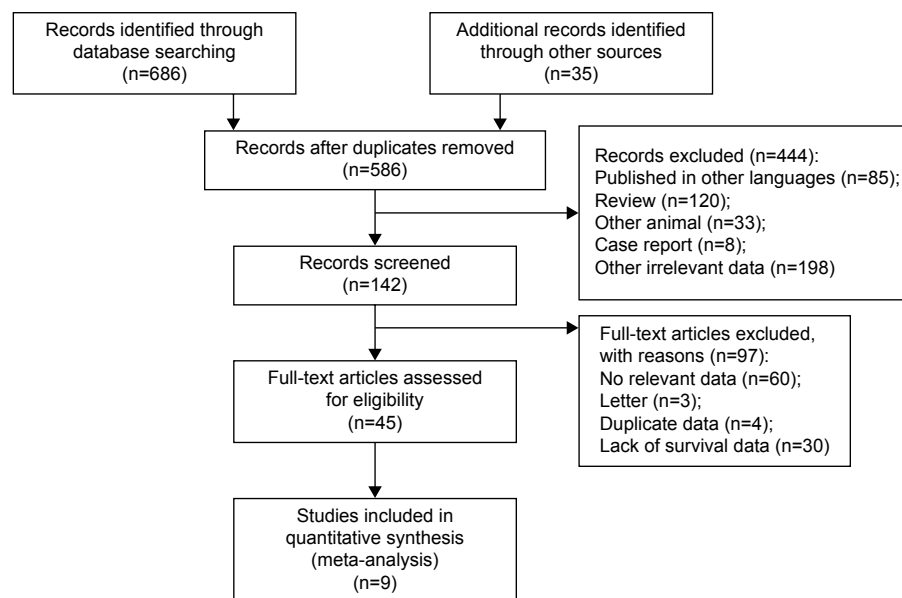 Records identified through
database searching
(n=686)
Additional records identified
through other sources
(n=35)
Records after duplicates removed
(n=586)
Records excluded (n=444):
Published in other languages (n=85);
Review (n=120);
Other animal (n=33);
Case report (n=8);
Other irrelevant data (n=198)
Records screened
(n=142)
Full-text articles excluded,
with reasons (n=97):
No relevant data (n=60);
Letter (n=3);
Duplicate data (n=4);
Lack of survival data (n=30)
Full-text articles assessed
for eligibility
(n=45)
Studies included in
quantitative synthesis
(meta-analysis)
(n=9)